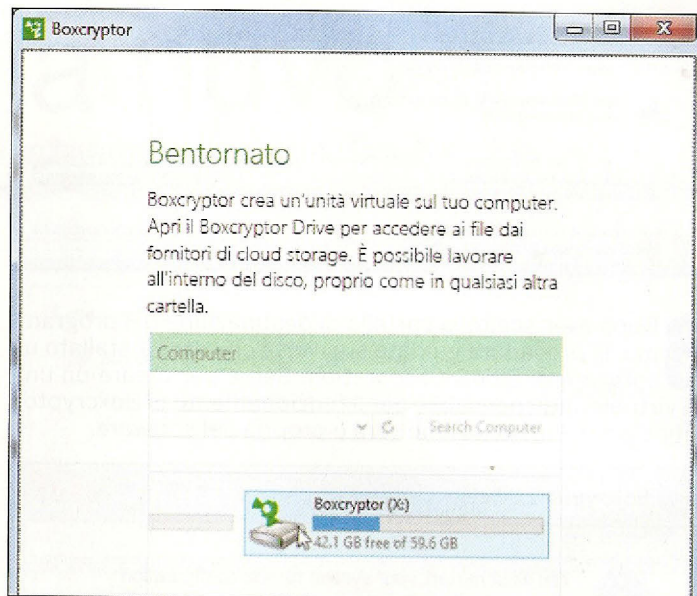 Boxcryptor
Bentornato
Boxcryptor crea un'unità virtuale sul tuo computer.
Apri il Boxcryptor Drive per accedere ai file dai
fornitori di cloud storage. È possibile lavorare
all'interno del disco, proprio come in qualsiasi altra
cartella.
Computer
Search Computer
Boxcryptor (X:)
42.1 GB free of 59.6 GB